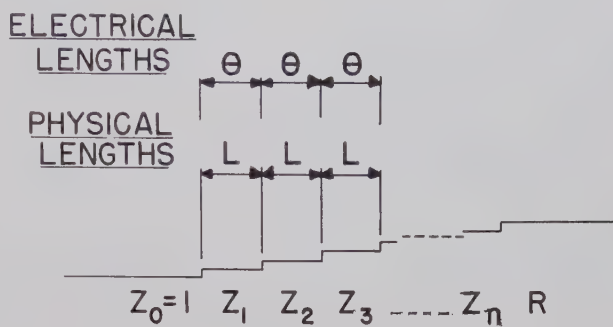 ELECTRICAL
LENGTHS
θ θ θ
PHYSICAL
LENGTHS
L L L
Z₀=1 Z₁ Z₂ Z₃ ----- Zₙ R